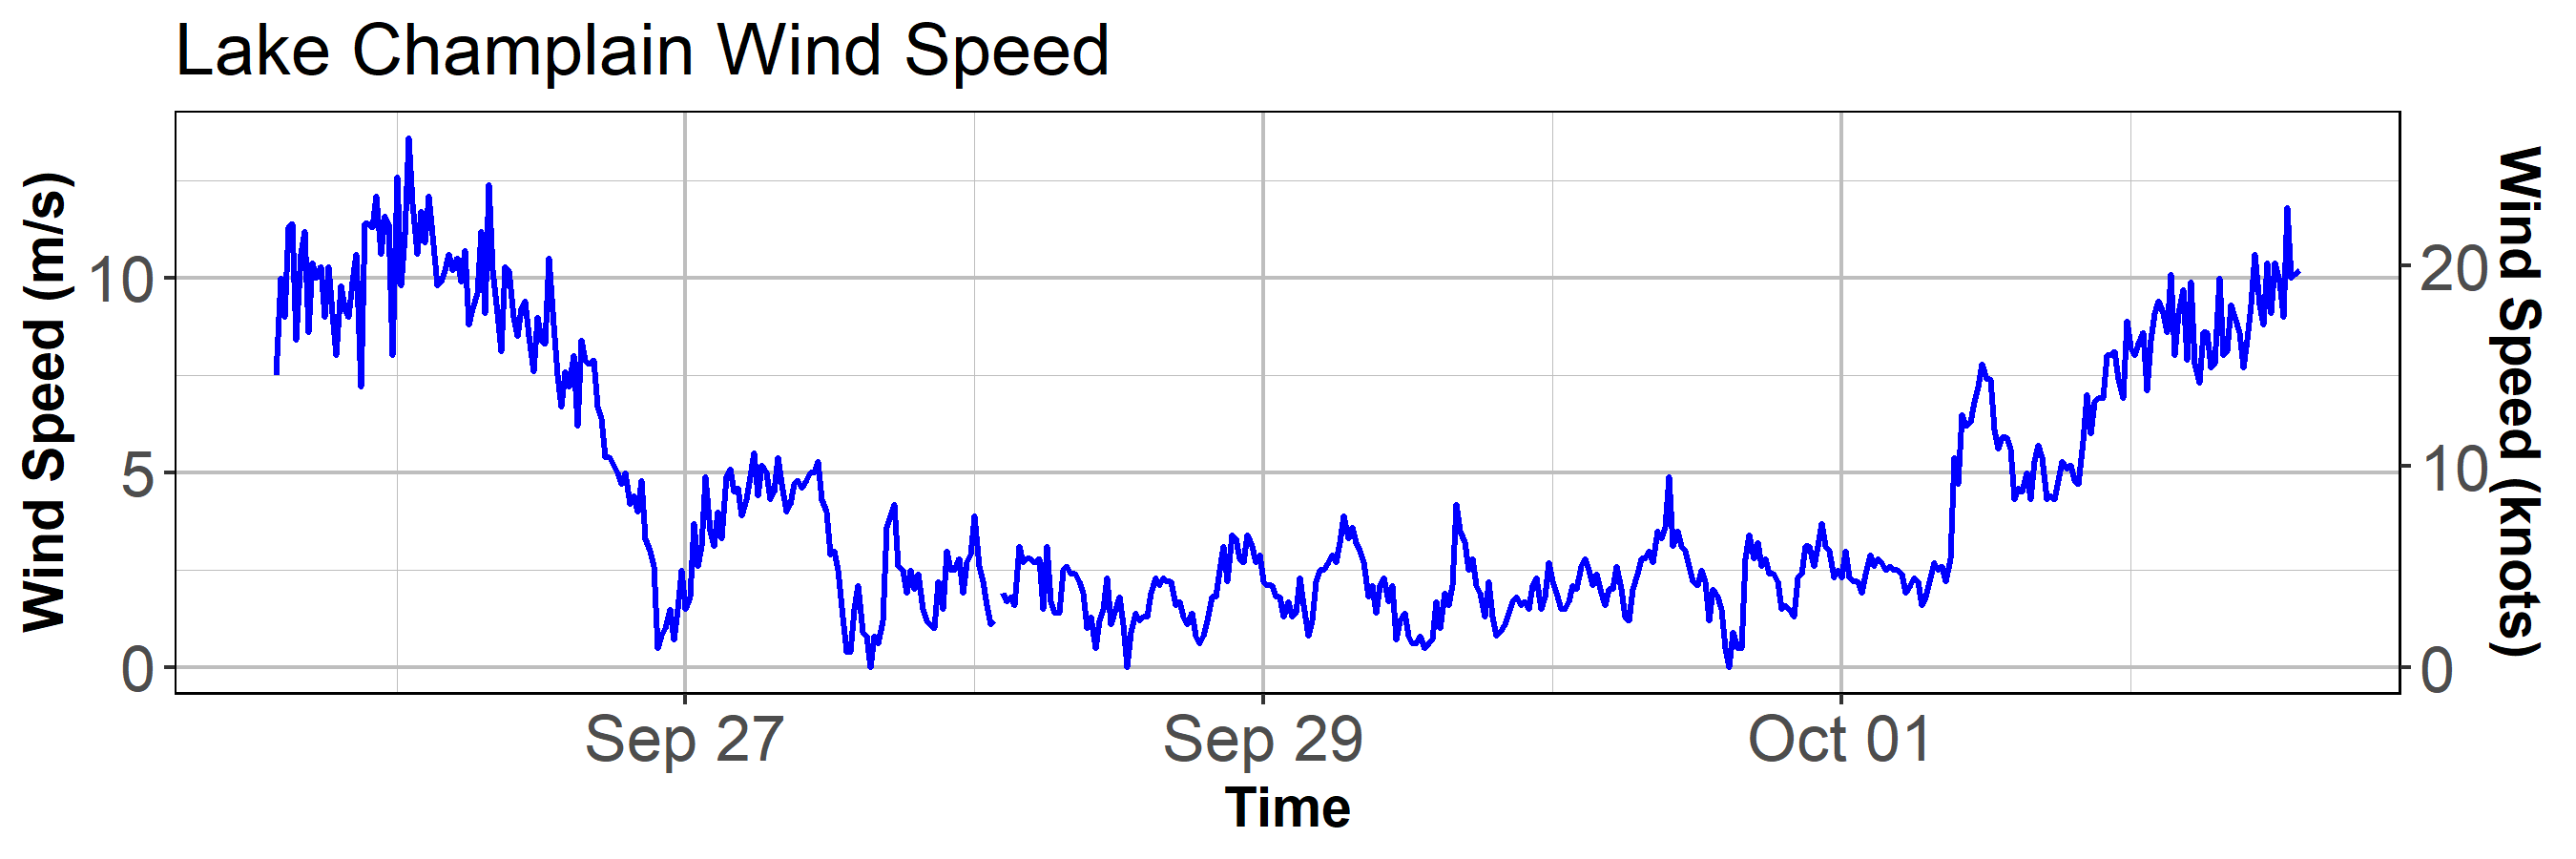 Lake Champlain Wind Speed
Wind Speed (m/s)
10
5
0
20
10
0
Wind Speed (knots)
Sep 27
Sep 29
Oct 01
Time